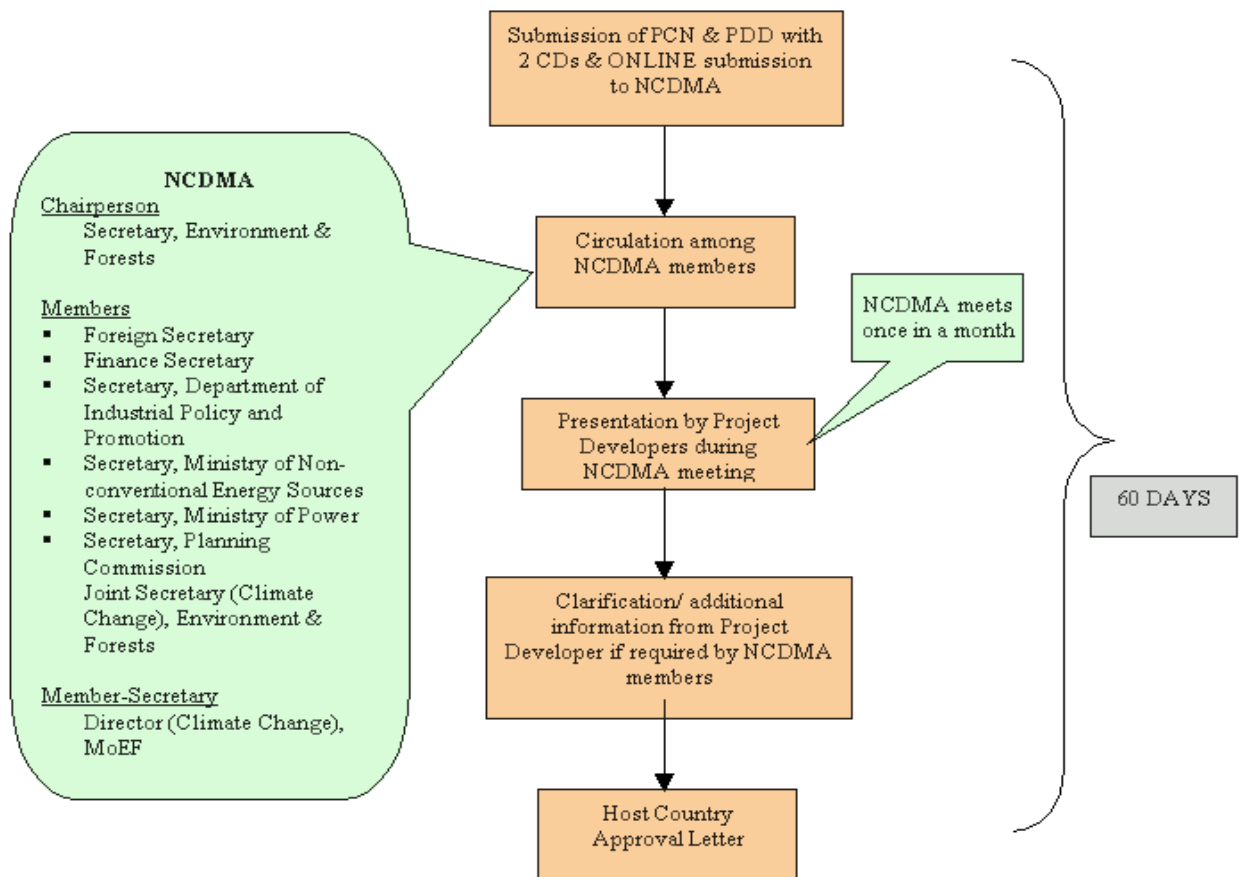 Submission of PCN & PDD with
2 CDs & ONLINE submission
to NCDMA
NCDMA
Chairperson
Secretary, Environment &
Forests
Members
▪ Foreign Secretary
▪ Finance Secretary
▪ Secretary, Department of
Industrial Policy and
Promotion
▪ Secretary, Ministry of Non-
conventional Energy Sources
▪ Secretary, Ministry of Power
▪ Secretary, Planning
Commission
Joint Secretary (Climate
Change), Environment &
Forests
Member-Secretary
Director (Climate Change),
MoEF
Circulation among
NCDMA members
NCDMA meets
once in a month
Presentation by Project
Developers during
NCDMA meeting
60 DAYS
Clarification/ additional
information from Project
Developer if required by NCDMA
members
Host Country
Approval Letter